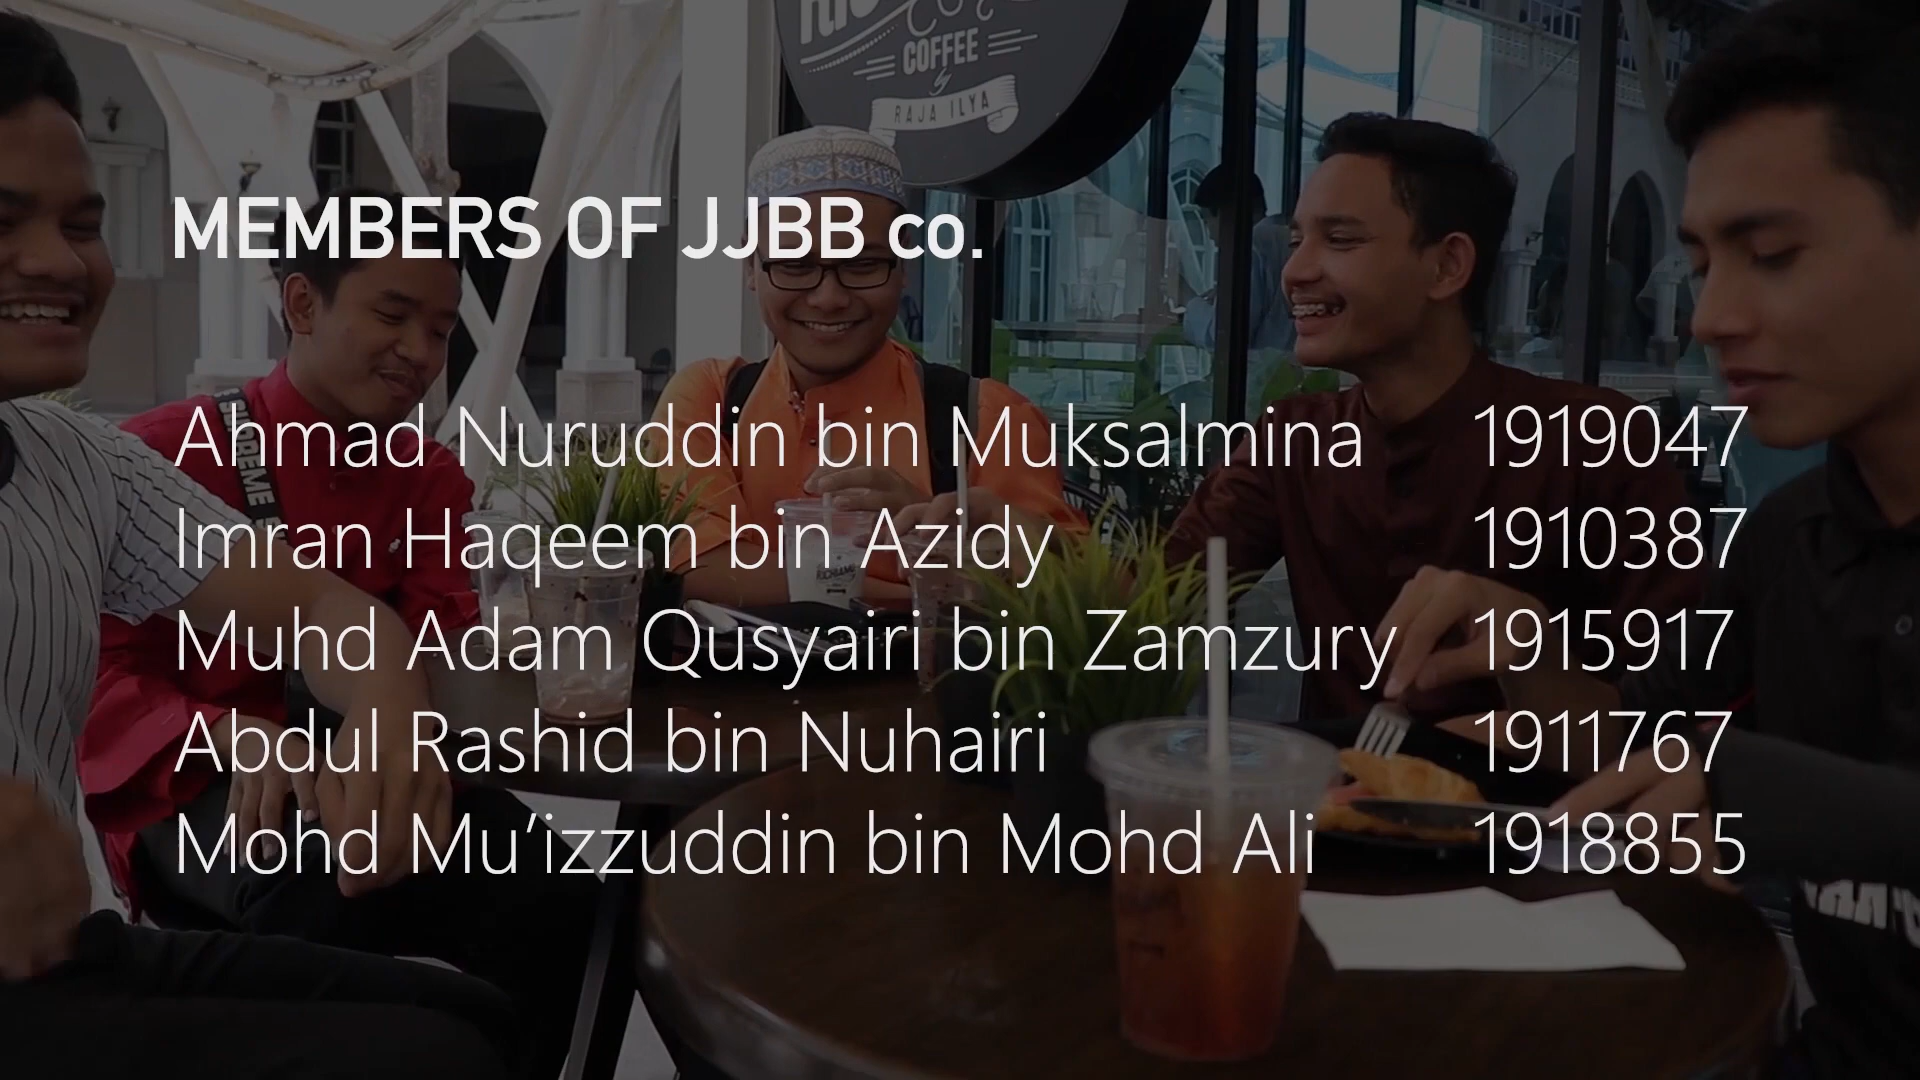 COFFEE
by
RAJA ILYA
MEMBERS OF JJBB co.
Ahmad Nuruddin bin Muksalmina 1919047
Imran Haqeem bin Azidy 1910387
Muhd Adam Qusyairi bin Zamzury 1915917
Abdul Rashid bin Nuhairi 1911767
Mohd Mu’izzuddin bin Mohd Ali 1918855